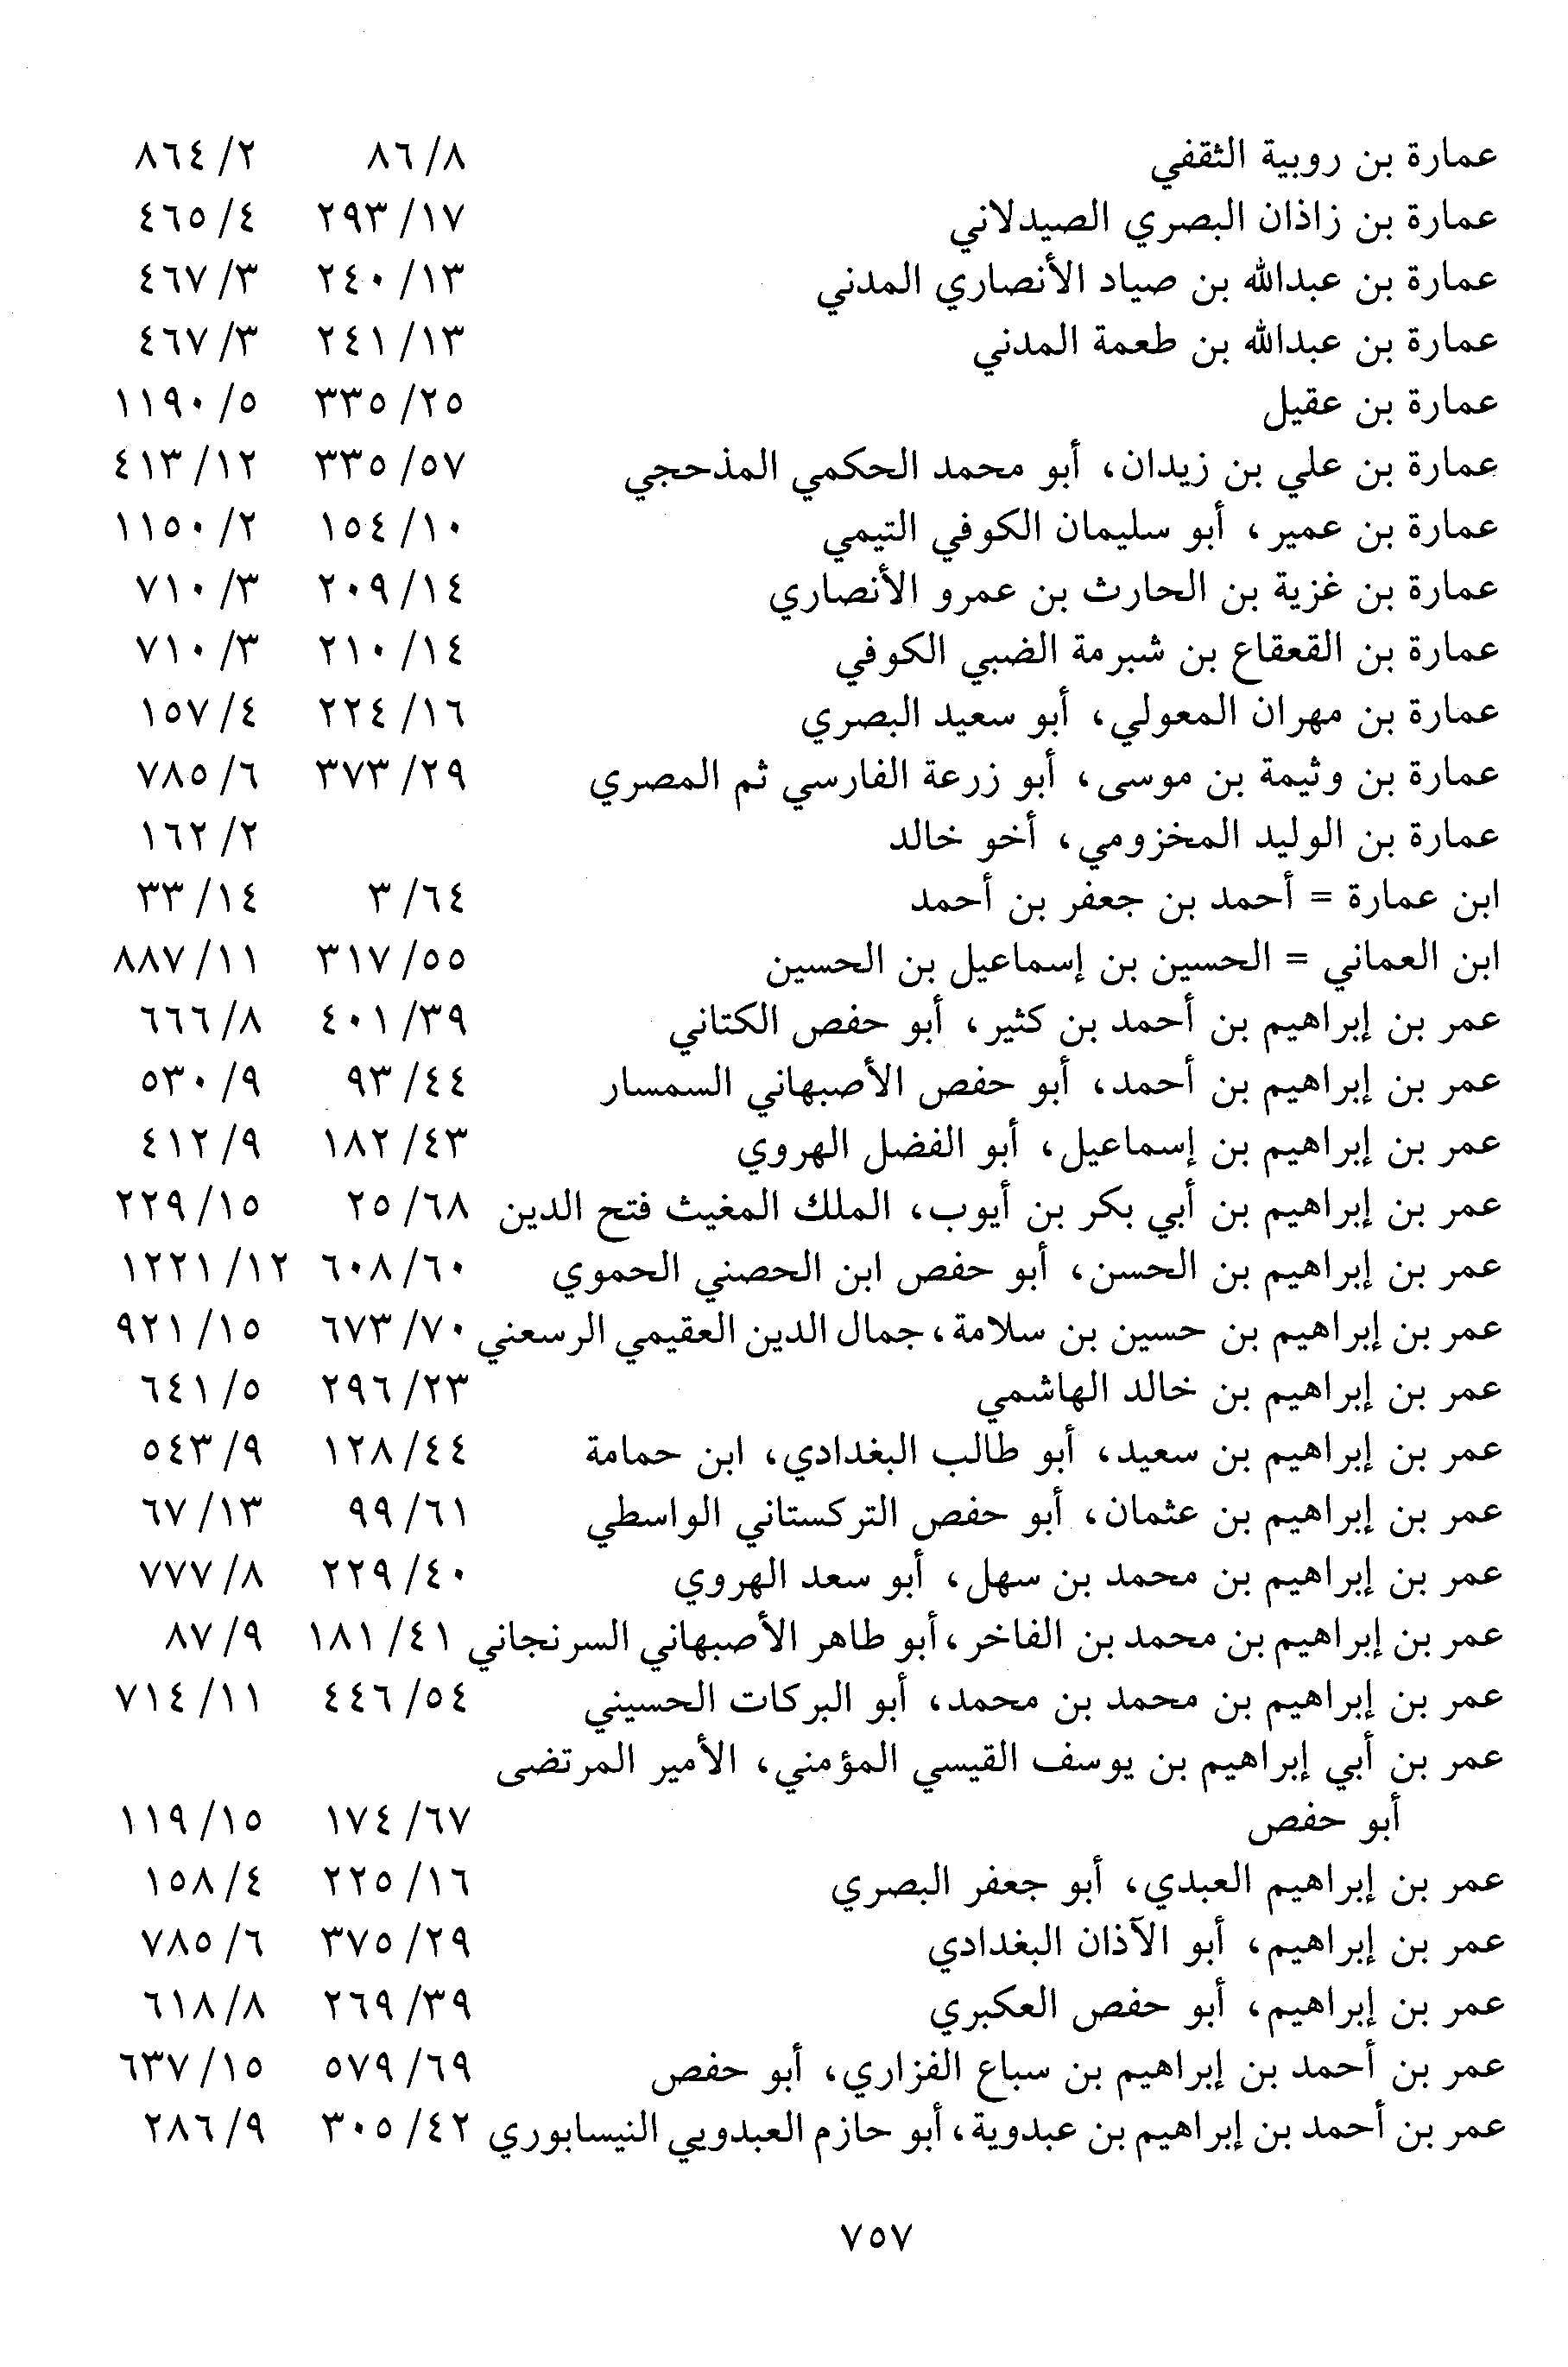 عمارة بن روبية الثقفي ٨/ ٨٦ ٢/ ٨٦٤
عمارة بن زاذان البصري الصيدلاني ١٧/ ٢٩٣ ٤/ ٤٦٥
عمارة بن عبدالله بن صياد الأنصاري المدني ١٣/ ٢٤٠ ٣/ ٤٦٧
عمارة بن عبدالله بن طعمة المدني ١٣/ ٢٤١ ٣/ ٤٦٧
عمارة بن عقيل ٢٥/ ٣٣٥ ٥/ ١١٩٠
عمارة بن علي بن زيدان، أبو محمد الحكمي المذحجي ٥٧/ ٣٣٥ ١٢/ ٤١٣
عمارة بن عمير، أبو سليمان الكوفي التيمي ١٠/ ١٥٤ ٢/ ١١٥٠
عمارة بن غزية بن الحارث بن عمرو الأنصاري ١٤/ ٢٠٩ ٣/ ٧١٠
عمارة بن القعقاع بن شبرمة الضبي الكوفي ١٤/ ٢١٠ ٣/ ٧١٠
عمارة بن مهران المعولي، أبو سعيد البصري ١٦/ ٢٢٤ ٤/ ١٥٧
عمارة بن وثيمة بن موسى، أبو زرعة الفارسي ثم المصري ٢٩/ ٣٧٣ ٦/ ٧٨٥
عمارة بن الوليد المخزومي، أخو خالد ٢/ ١٦٢
ابن عمارة = أحمد بن جعفر بن أحمد ٦٤/ ٣ ١٤/ ٣٣
ابن العماني = الحسين بن إسماعيل بن الحسين ٥٥/ ٣١٧ ١١/ ٨٨٧
عمر بن إبراهيم بن أحمد بن كثير، أبو حفص الكتاني ٣٩/ ٤٠١ ٨/ ٦٦٦
عمر بن إبراهيم بن أحمد، أبو حفص الأصبهاني السمسار ٤٤/ ٩٣ ٩/ ٥٣٠
عمر بن إبراهيم بن إسماعيل، أبو الفضل الهروي ٤٣/ ١٨٢ ٩/ ٤١٢
عمر بن إبراهيم بن أبي بكر بن أيوب، الملك المغيث فتح الدين ٦٨/ ٢٥ ١٥/ ٢٢٩
عمر بن إبراهيم بن الحسن، أبو حفص ابن الحصني الحموي ٦٠/ ٦٠٨ ١٢/ ١٢٢١
عمر بن إبراهيم بن حسين بن سلامة، جمال الدين العقيمي الرسعني ٧٠/ ٦٧٣ ١٥/ ٩٢١
عمر بن إبراهيم بن خالد الهاشمي ٢٣/ ٢٩٦ ٥/ ٦٤١
عمر بن إبراهيم بن سعيد، أبو طالب البغدادي، ابن حمامة ٤٤/ ١٢٨ ٩/ ٥٤٣
عمر بن إبراهيم بن عثمان، أبو حفص التركستاني الواسطي ٦١/ ٩٩ ١٣/ ٦٧
عمر بن إبراهيم بن محمد بن سهل، أبو سعد الهروي ٤٠/ ٢٢٩ ٨/ ٧٧٧
عمر بن إبراهيم بن محمد بن الفاخر، أبو طاهر الأصبهاني السرنجاني ٤١/ ١٨١ ٩/ ٨٧
عمر بن إبراهيم بن محمد بن محمد، أبو البركات الحسيني ٥٤/ ٤٤٦ ١١/ ٧١٤
عمر بن أبي إبراهيم بن يوسف القيسي المؤمني، الأمير المرتضى
أبو حفص ٦٧/ ١٧٤ ١٥/ ١١٩
عمر بن إبراهيم العبدي، أبو جعفر البصري ١٦/ ٢٢٥ ٤/ ١٥٨
عمر بن إبراهيم، أبو الآذان البغدادي ٢٩/ ٣٧٥ ٦/ ٧٨٥
عمر بن إبراهيم، أبو حفص العكبري ٣٩/ ٢٦٩ ٨/ ٦١٨
عمر بن أحمد بن إبراهيم بن سباع الفزاري، أبو حفص ٦٩/ ٥٧٩ ١٥/ ٦٣٧
عمر بن أحمد بن إبراهيم بن عبدوية، أبو حازم العبدويي النيسابوري ٤٢/ ٣٠٥ ٩/ ٢٨٦
٧٥٧